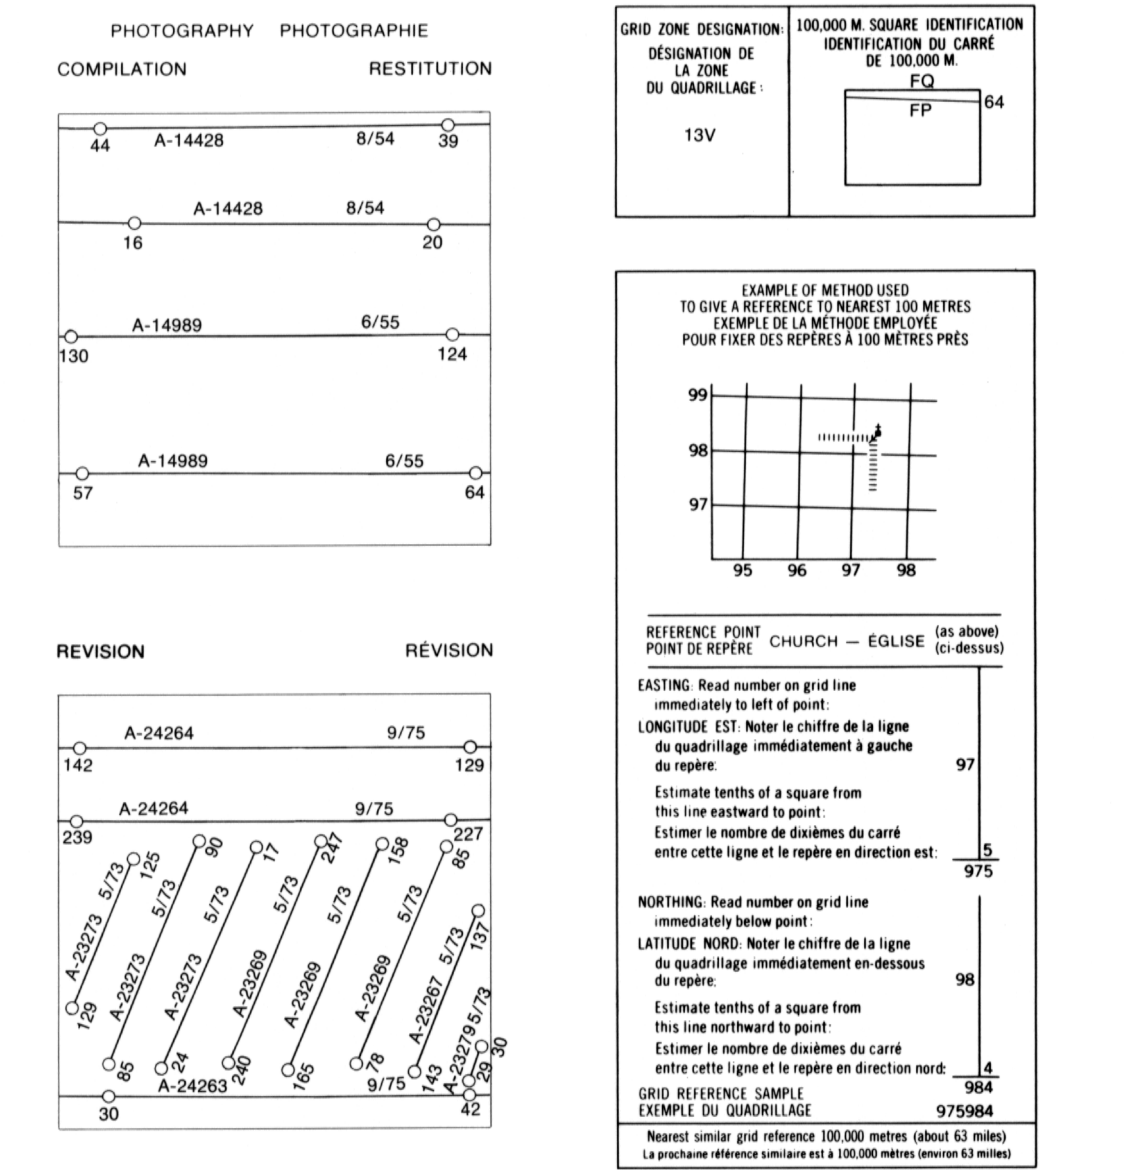 PHOTOGRAPHY PHOTOGRAPHIE
COMPILATION RESTITUTION
44 A-14428 8/54 39
A-14428 8/54
16 20
A-14989 6/55
130 124
A-14989 6/55
57 64
REVISION RÉVISION
A-24264 9/75
142 129
A-24264 9/75
239 227
129 A-23273 5/73 125
85 A-23273 5/73 90
24 A-23273 5/73 17
240 A-23269 5/73 247
165 A-23269 5/73 158
78 A-23269 5/73 85
143 A-23267 5/73 137
29 A-23279 5/73 30
A-24263 9/75
30 42
GRID ZONE DESIGNATION:
DÉSIGNATION DE
LA ZONE
DU QUADRILLAGE :
13V
100,000 M. SQUARE IDENTIFICATION
IDENTIFICATION DU CARRÉ
DE 100,000 M.
FQ
64
FP
EXAMPLE OF METHOD USED
TO GIVE A REFERENCE TO NEAREST 100 METRES
EXEMPLE DE LA MÉTHODE EMPLOYÉE
POUR FIXER DES REPÈRES À 100 MÈTRES PRÈS
99
98
97
95 96 97 98
REFERENCE POINT
POINT DE REPÈRE
CHURCH — ÉGLISE
(as above)
(ci-dessus)
EASTING: Read number on grid line
immediately to left of point:
LONGITUDE EST: Noter le chiffre de la ligne
du quadrillage immédiatement à gauche
du repère: 97
Estimate tenths of a square from
this line eastward to point:
Estimer le nombre de dixièmes du carré
entre cette ligne et le repère en direction est: 5
975
NORTHING: Read number on grid line
immediately below point:
LATITUDE NORD: Noter le chiffre de la ligne
du quadrillage immédiatement en-dessous
du repère: 98
Estimate tenths of a square from
this line northward to point:
Estimer le nombre de dixièmes du carré
entre cette ligne et le repère en direction nord: 4
984
GRID REFERENCE SAMPLE
EXEMPLE DU QUADRILLAGE 975984
Nearest similar grid reference 100,000 metres (about 63 miles)
La prochaine référence similaire est à 100,000 mètres (environ 63 milles)